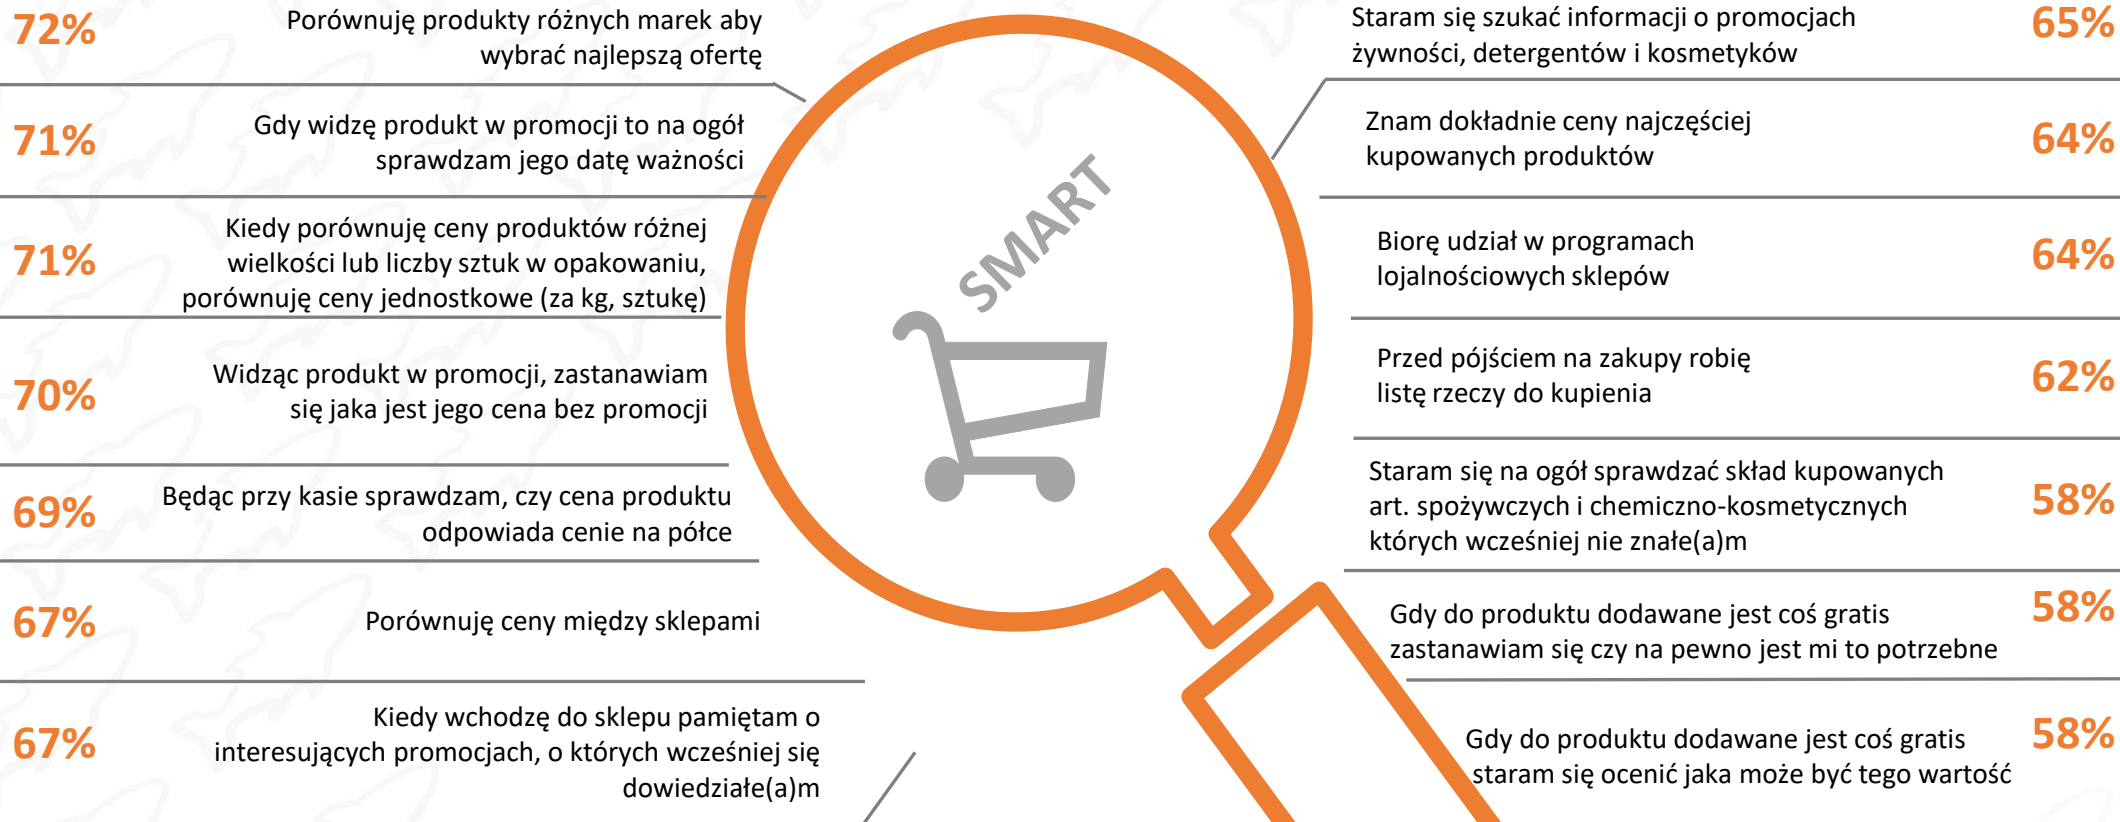 72%
Porównuję produkty różnych marek aby
wybrać najlepszą ofertę
71%
Gdy widzę produkt w promocji to na ogół
sprawdzam jego datę ważności
71%
Kiedy porównuję ceny produktów różnej
wielkości lub liczby sztuk w opakowaniu,
porównuję ceny jednostkowe (za kg, sztukę)
70%
Widząc produkt w promocji, zastanawiam
się jaka jest jego cena bez promocji
69%
Będąc przy kasie sprawdzam, czy cena produktu
odpowiada cenie na półce
67%
Porównuję ceny między sklepami
67%
Kiedy wchodzę do sklepu pamiętam o
interesujących promocjach, o których wcześniej się
dowiedziałe(a)m
SMART
Staram się szukać informacji o promocjach
żywności, detergentów i kosmetyków
65%
Znam dokładnie ceny najczęściej
kupowanych produktów
64%
Biorę udział w programach
lojalnościowych sklepów
64%
Przed pójściem na zakupy robię
listę rzeczy do kupienia
62%
Staram się na ogół sprawdzać skład kupowanych
art. spożywczych i chemiczno-kosmetycznych
których wcześniej nie znałe(a)m
58%
Gdy do produktu dodawane jest coś gratis
zastanawiam się czy na pewno jest mi to potrzebne
58%
Gdy do produktu dodawane jest coś gratis
staram się ocenić jaka może być tego wartość
58%